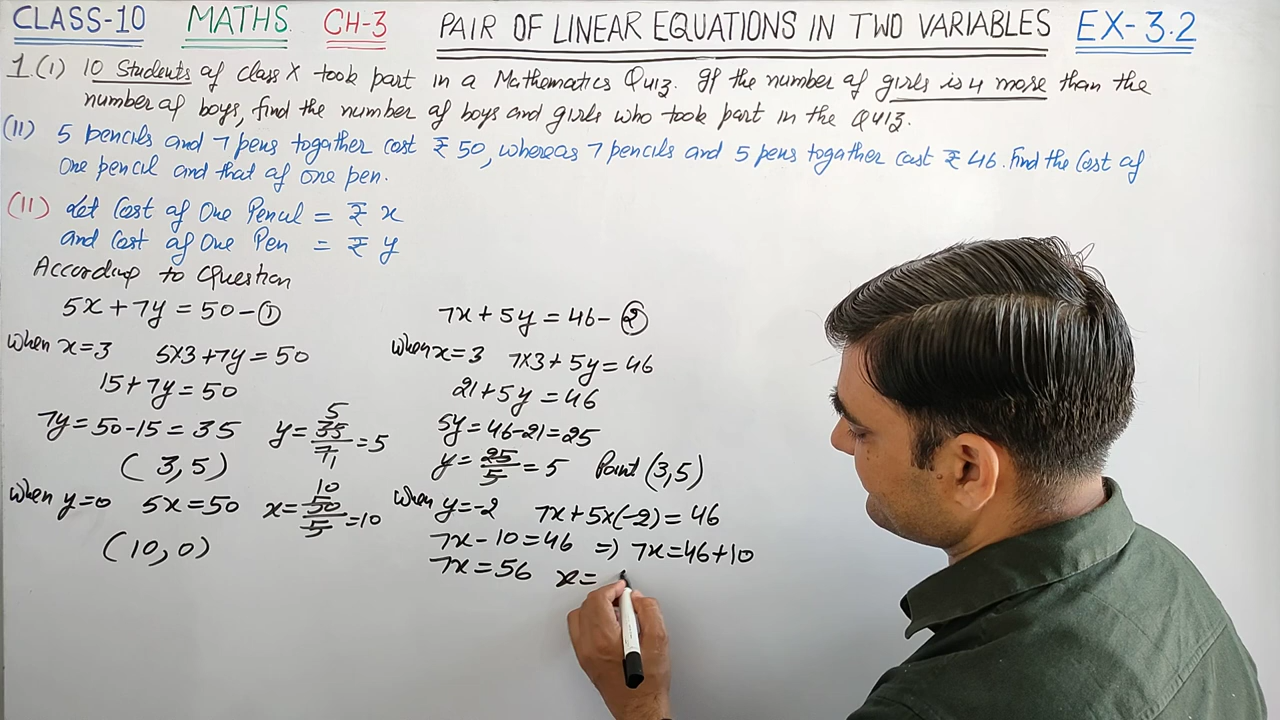 CLASS-10 MATHS. CH-3 PAIR OF LINEAR EQUATIONS IN TWO VARIABLES EX-3.2
1.(i) 10 Students of class X took part in a Mathematics Quiz. If the number of girls is 4 more than the
number of boys, find the number of boys and girls who took part in the Quiz.
(II) 5 pencils and 7 pens together cost ₹ 50, whereas 7 pencils and 5 pens together cost ₹ 46. Find the cost of
one pencil and that of one pen.
(II) Let Cost of One Pencil = ₹ x
and Cost of One Pen = ₹ y
According to Question
5x+7y=50-①
when x=3 5×3+7y=50
15+7y=50
7y=50-15=35 y=35/7=5
5
1
(3,5)
when y=0 5x=50 x=50/5=10
10
(10,0)
7x+5y=46-②
when x=3 7×3+5y=46
21+5y=46
5y=46-21=25
y=25/5=5 Point (3,5)
when y=-2 7x+5×(-2)=46
7x-10=46 ⇒ 7x=46+10
7x=56 x=